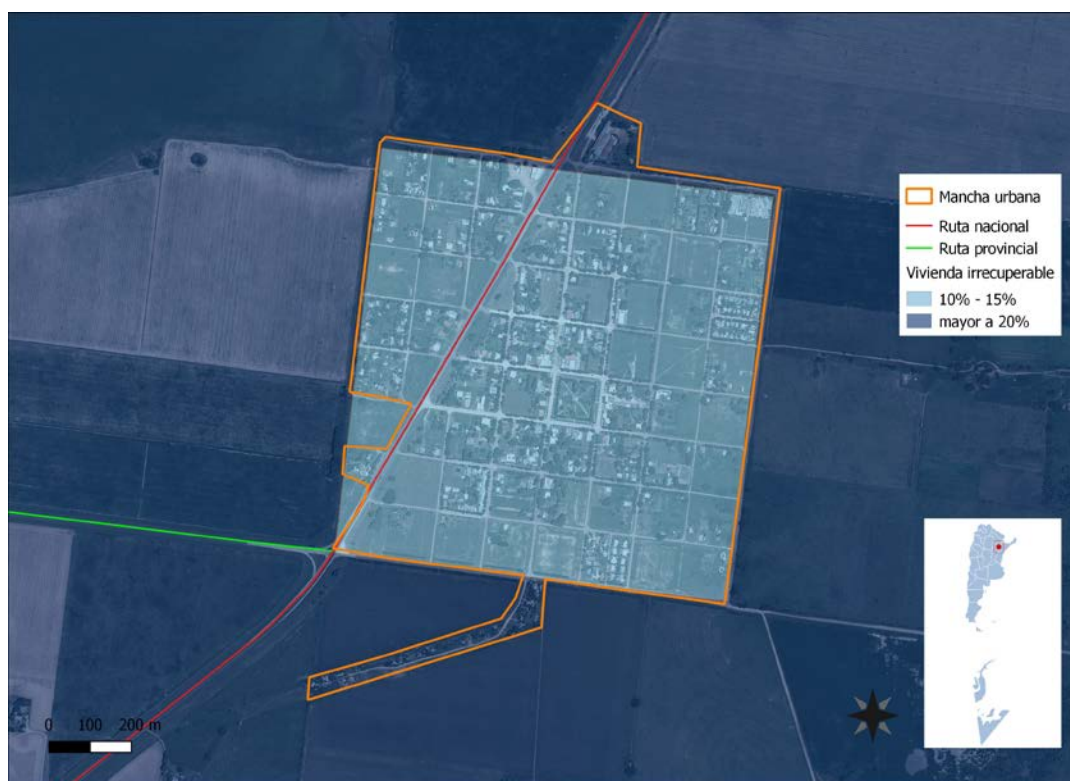 Mancha urbana
Ruta nacional
Ruta provincial
Vivienda irrecuperable
10% - 15%
mayor a 20%
0 100 200 m